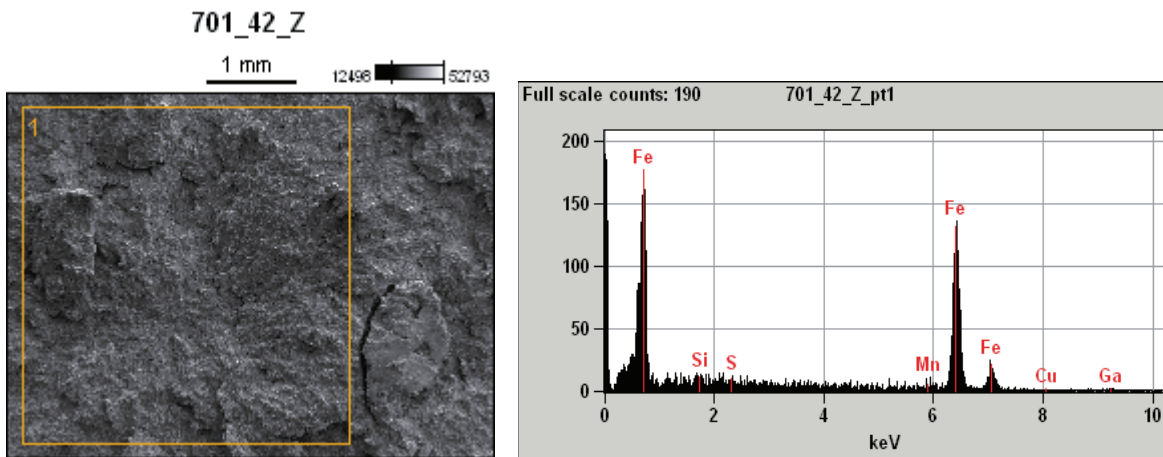 701_42_Z
1 mm
12498 52793
1
Full scale counts: 190 701_42_Z_pt1
200
150
100
50
0
Fe
Si
S
Mn
Fe
Fe
Cu
Ga
0 2 4 6 8 10
keV